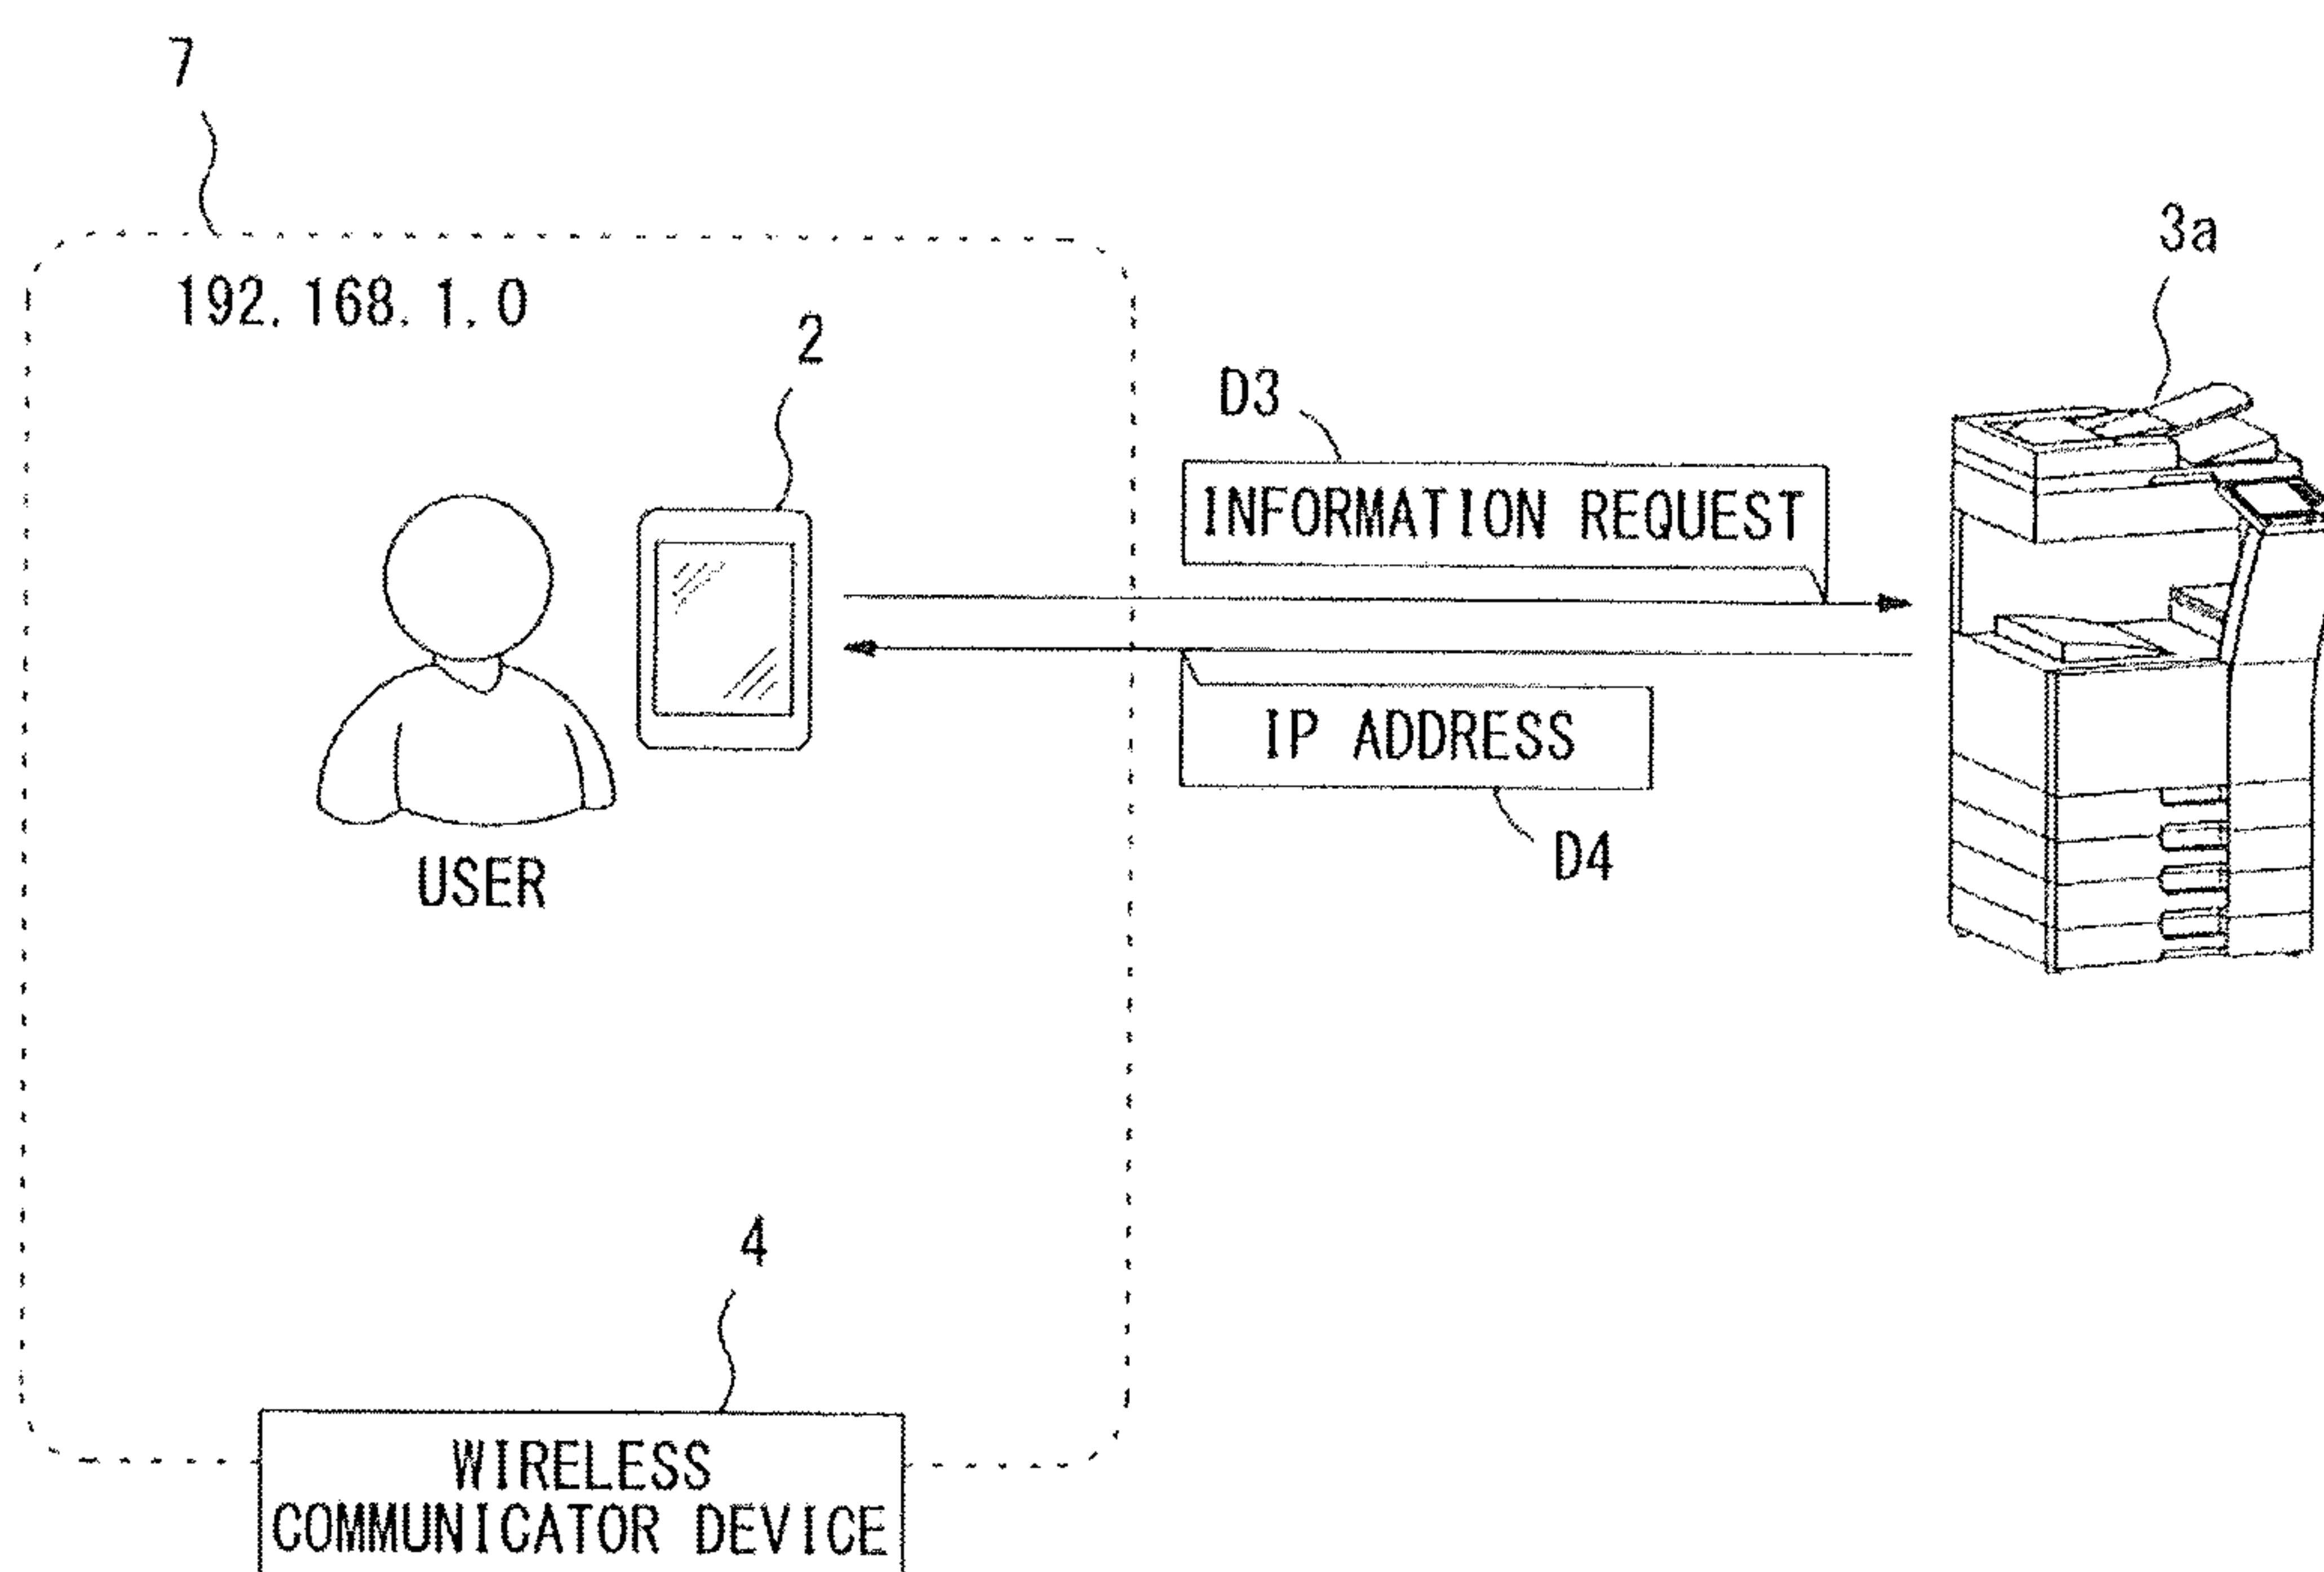 7
3a
192.168.1.0
2
D3
INFORMATION REQUEST
IP ADDRESS
D4
USER
4
WIRELESS
COMMUNICATOR DEVICE